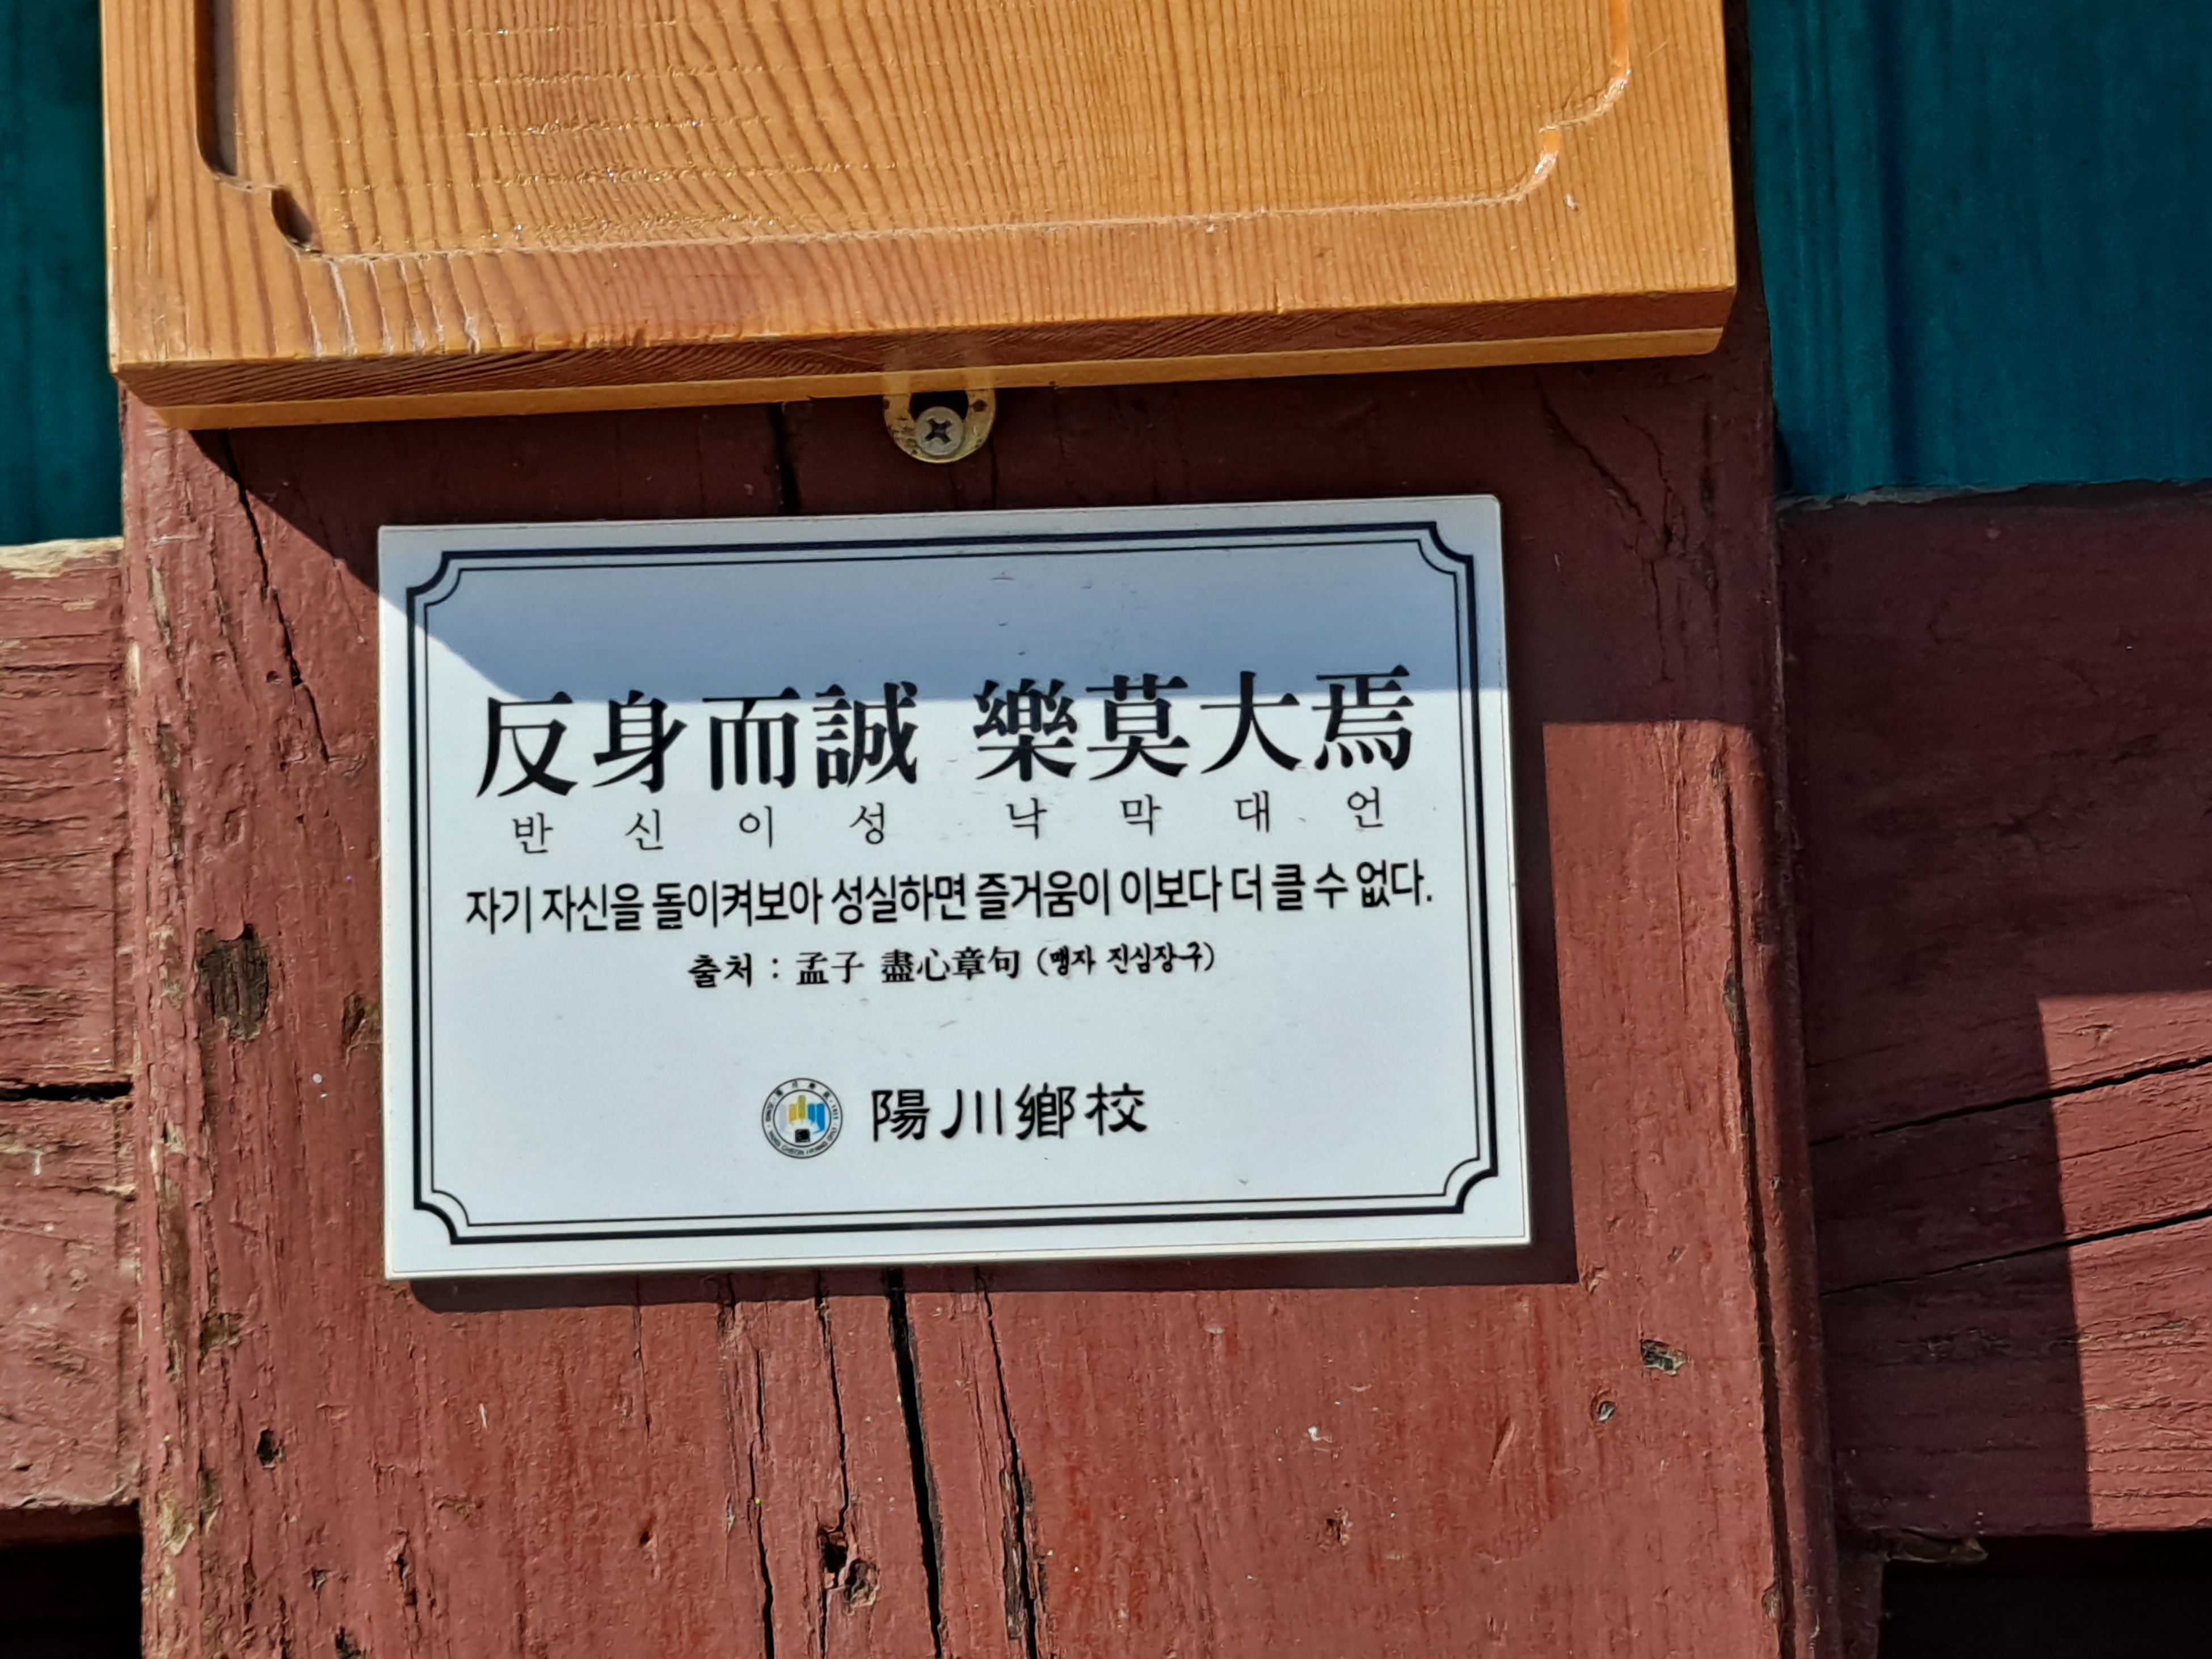 反身而誠 樂莫大焉
반 신 이 성 낙 막 대 언
자기 자신을 돌이켜보아 성실하면 즐거움이 이보다 더 클 수 없다.
출처 : 孟子 盡心章句 (맹자 진심장구)
陽川鄕校